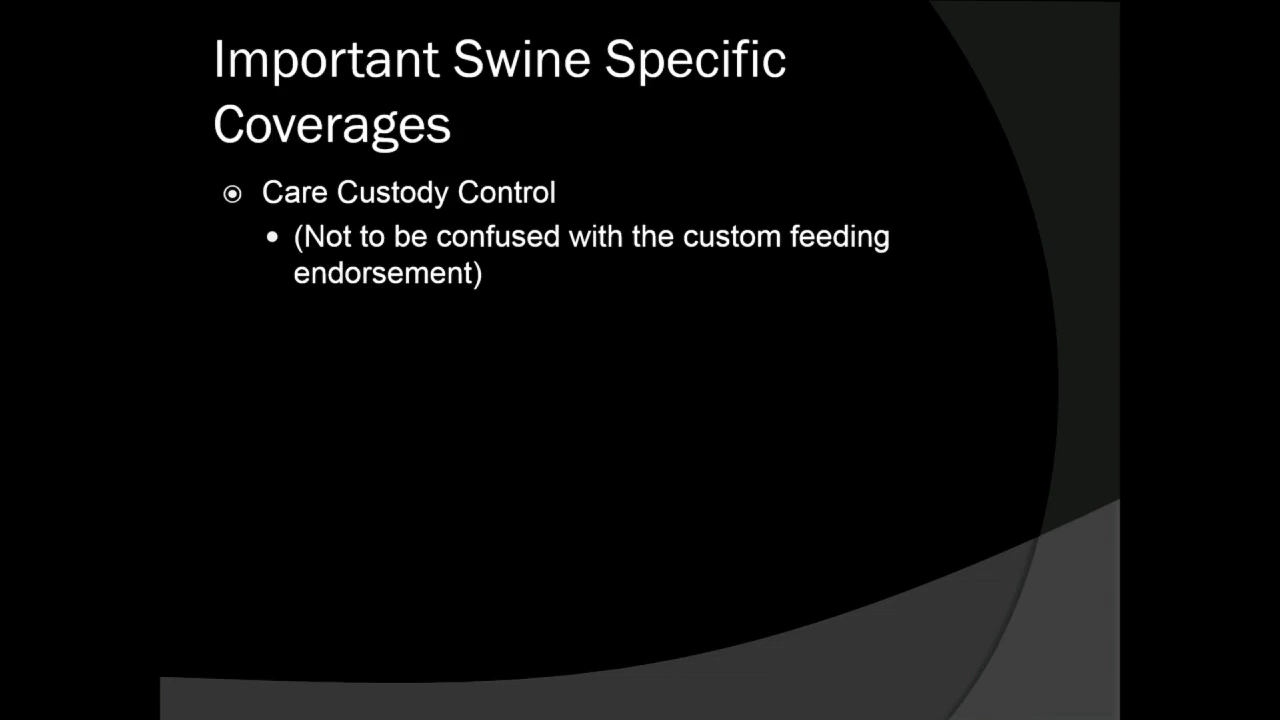 Important Swine Specific
Coverages
Care Custody Control
(Not to be confused with the custom feeding
endorsement)